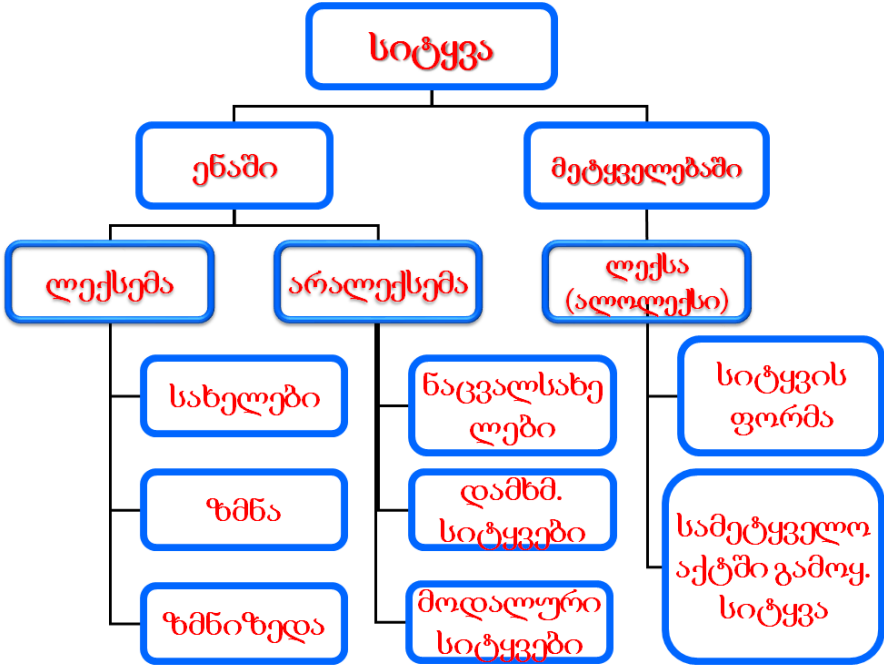 სიტყვა
ენაში
მეტყველებაში
ლექსემა
არალექსემა
ლექსა
(ალოლექსი)
სახელები
ზმნა
ზმნიზედა
ნაცვალსახე
ლები
დამხმ.
სიტყვები
მოდალური
სიტყვები
სიტყვის
ფორმა
სამეტყველო
აქტში გამოყ.
სიტყვა